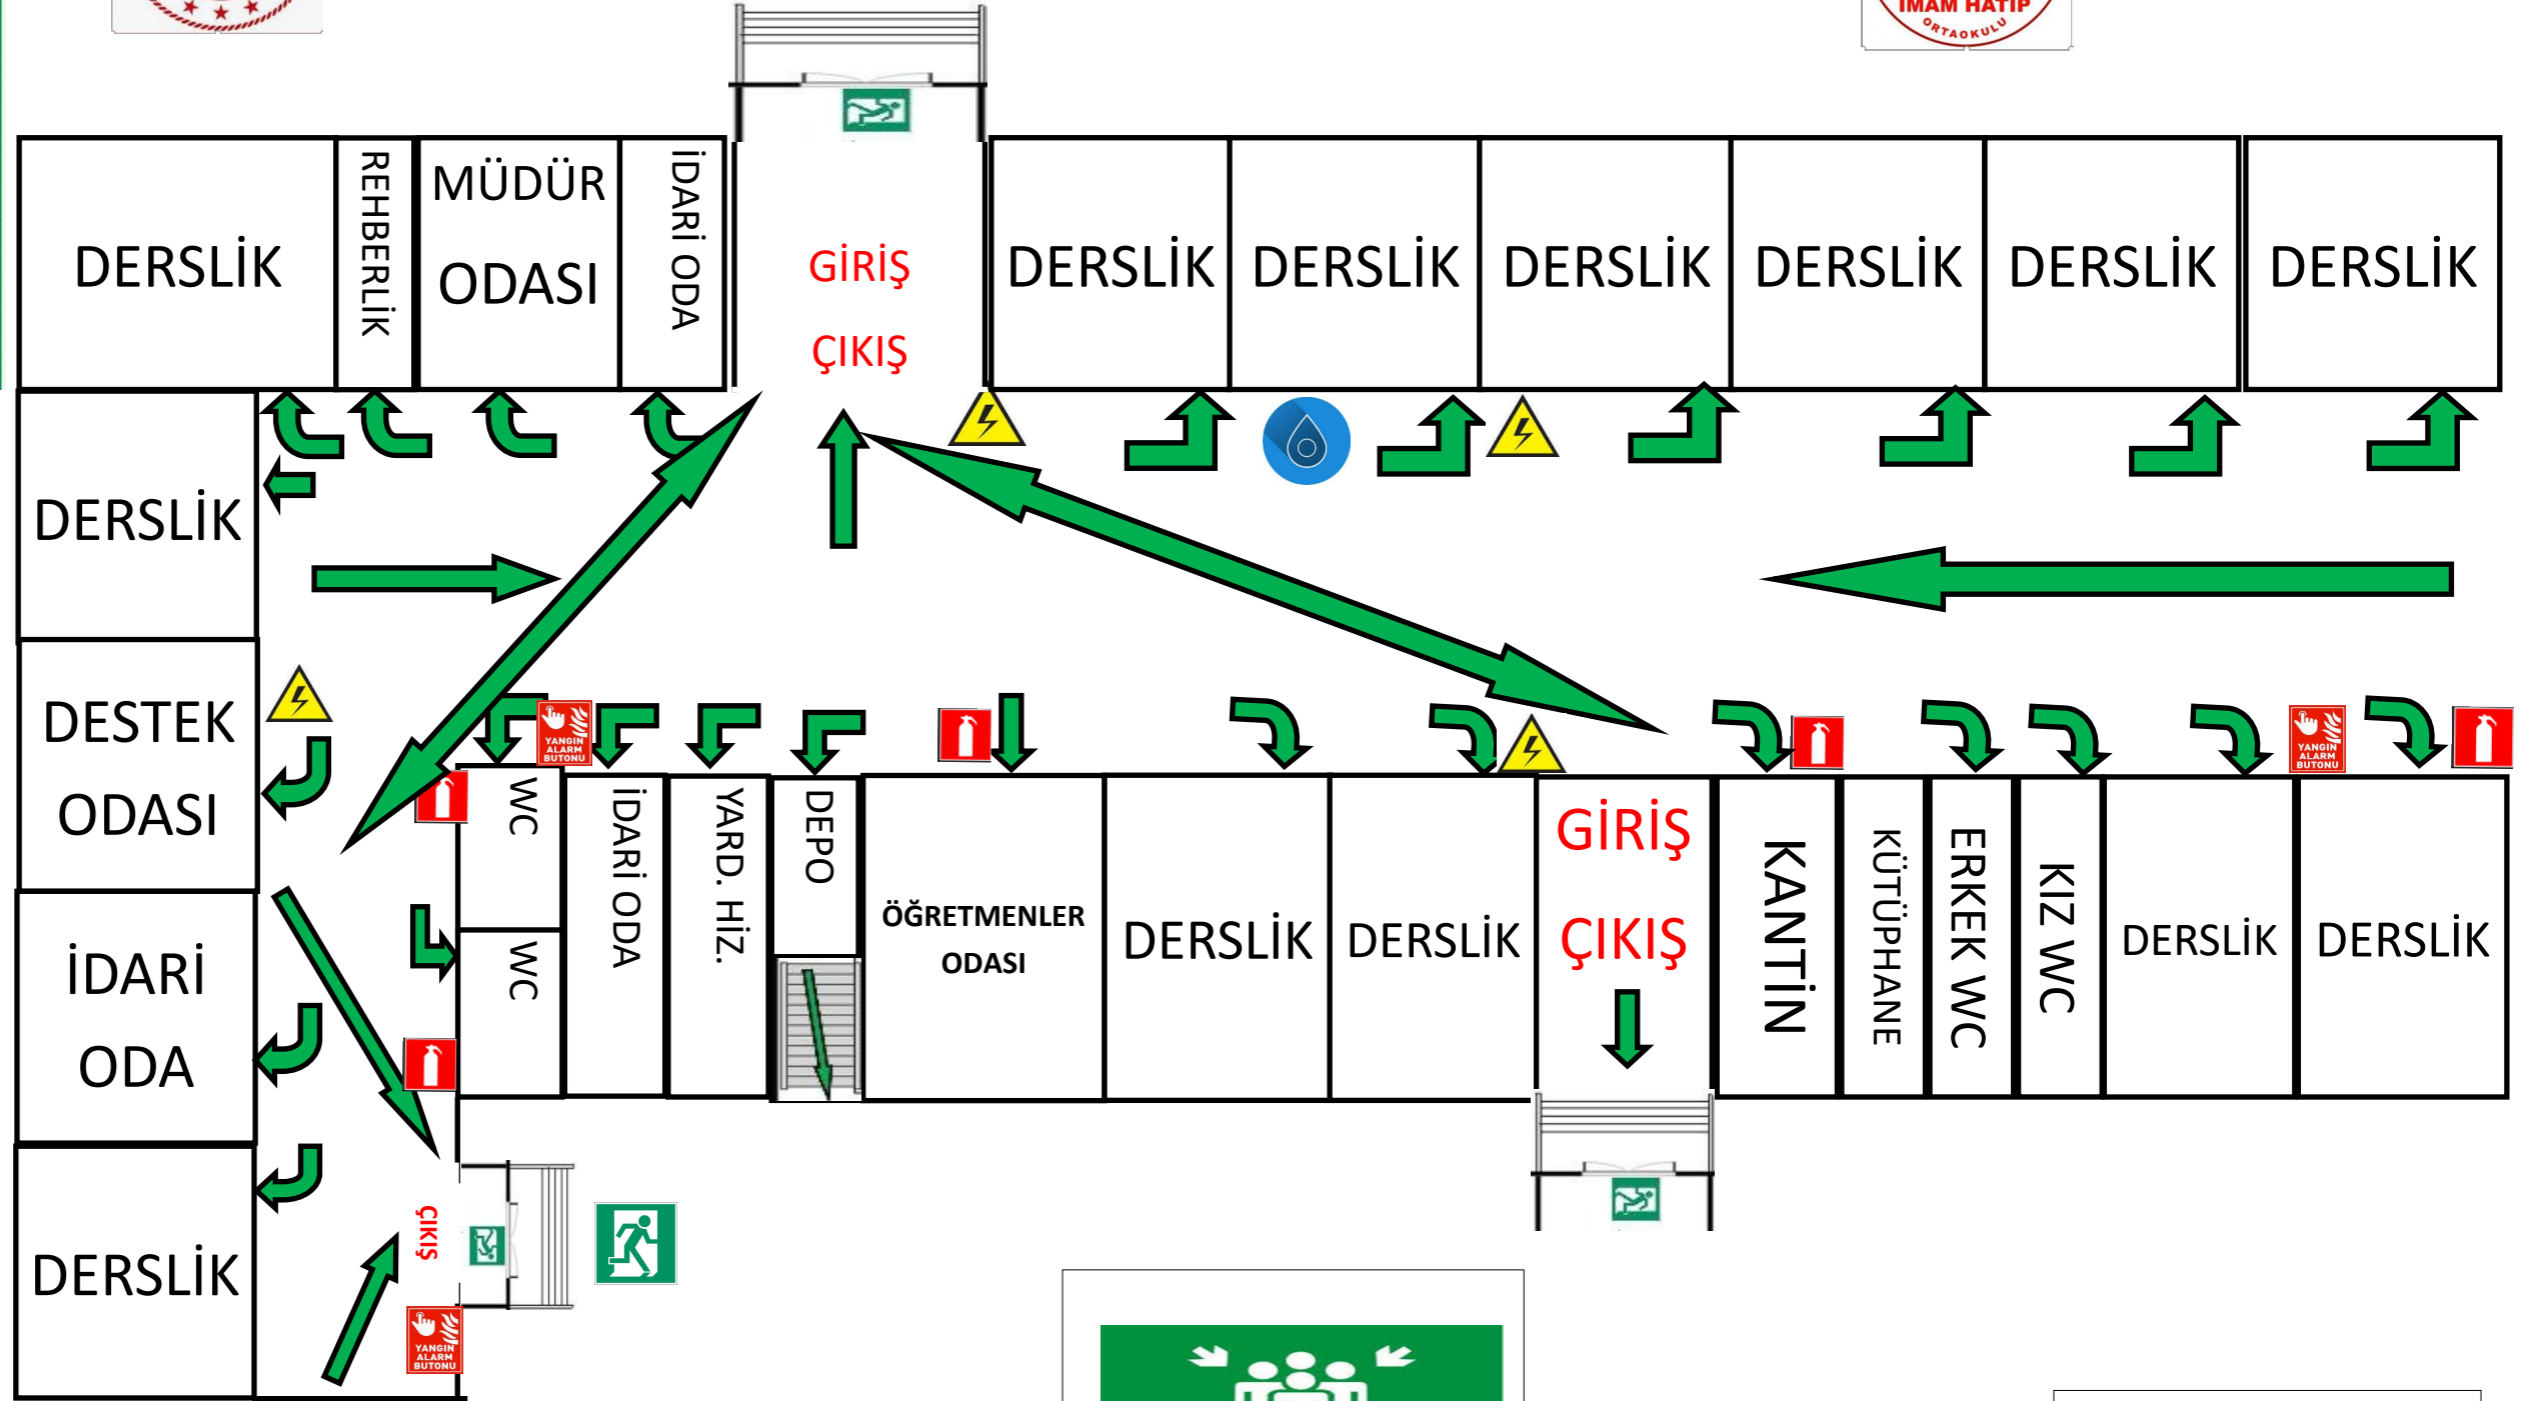 İMAM HATİP
ORTAOKULU
DERSLİK
REHBERLİK
MÜDÜR
ODASI
İDARİ ODA
GİRİŞ
ÇIKIŞ
DERSLİK
DERSLİK
DERSLİK
DERSLİK
DERSLİK
DERSLİK
DERSLİK
DESTEK
ODASI
İDARİ
ODA
DERSLİK
YANGIN
ALARM
BUTONU
WC
WC
İDARİ ODA
YARD. HİZ.
DEPO
ÖĞRETMENLER
ODASI
DERSLİK
DERSLİK
GİRİŞ
ÇIKIŞ
KANTİN
KÜTÜPHANE
ERKEK WC
KIZ WC
DERSLİK
YANGIN
ALARM
BUTONU
DERSLİK
ÇIKIŞ
YANGIN
ALARM
BUTONU